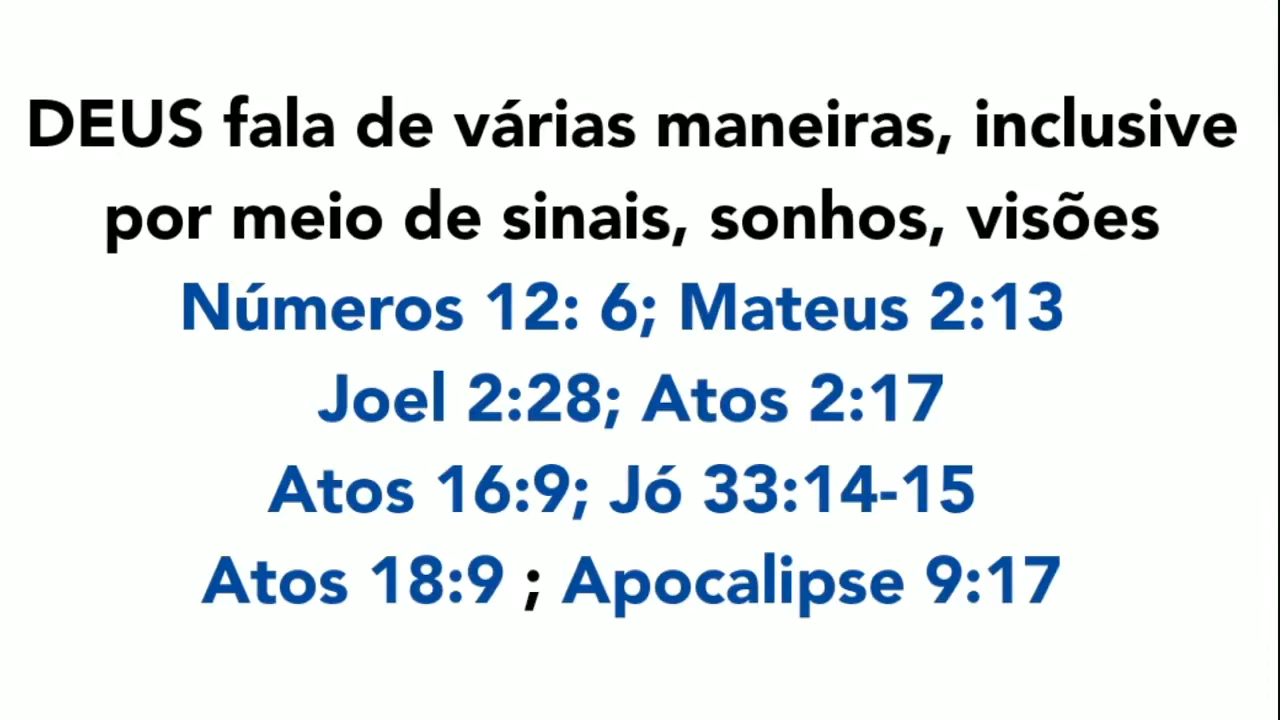 DEUS fala de várias maneiras, inclusive
por meio de sinais, sonhos, visões
Números 12: 6; Mateus 2:13
Joel 2:28; Atos 2:17
Atos 16:9; Jó 33:14-15
Atos 18:9 ; Apocalipse 9:17